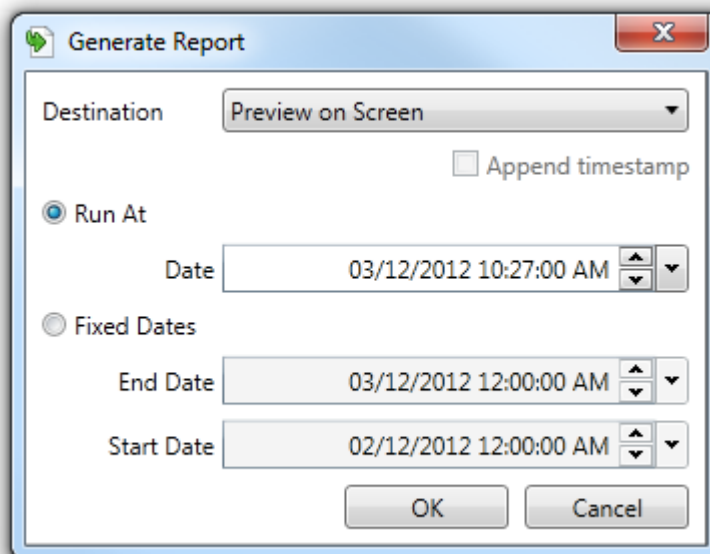 Generate Report
Destination Preview on Screen
Append timestamp
Run At
Date 03/12/2012 10:27:00 AM
Fixed Dates
End Date 03/12/2012 12:00:00 AM
Start Date 02/12/2012 12:00:00 AM
OK Cancel